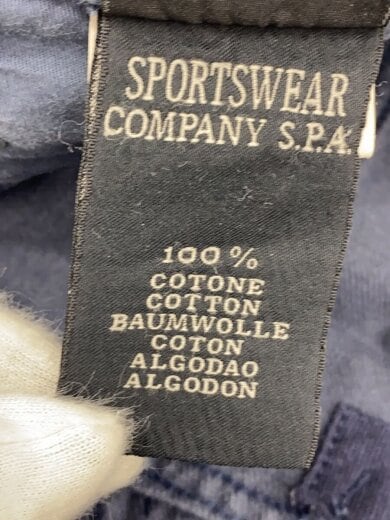 SPORTSWEAR
COMPANY S.P.A.
100 %
COTONE
COTTON
BAUMWOLLE
COTON
ALGODAO
ALGODON